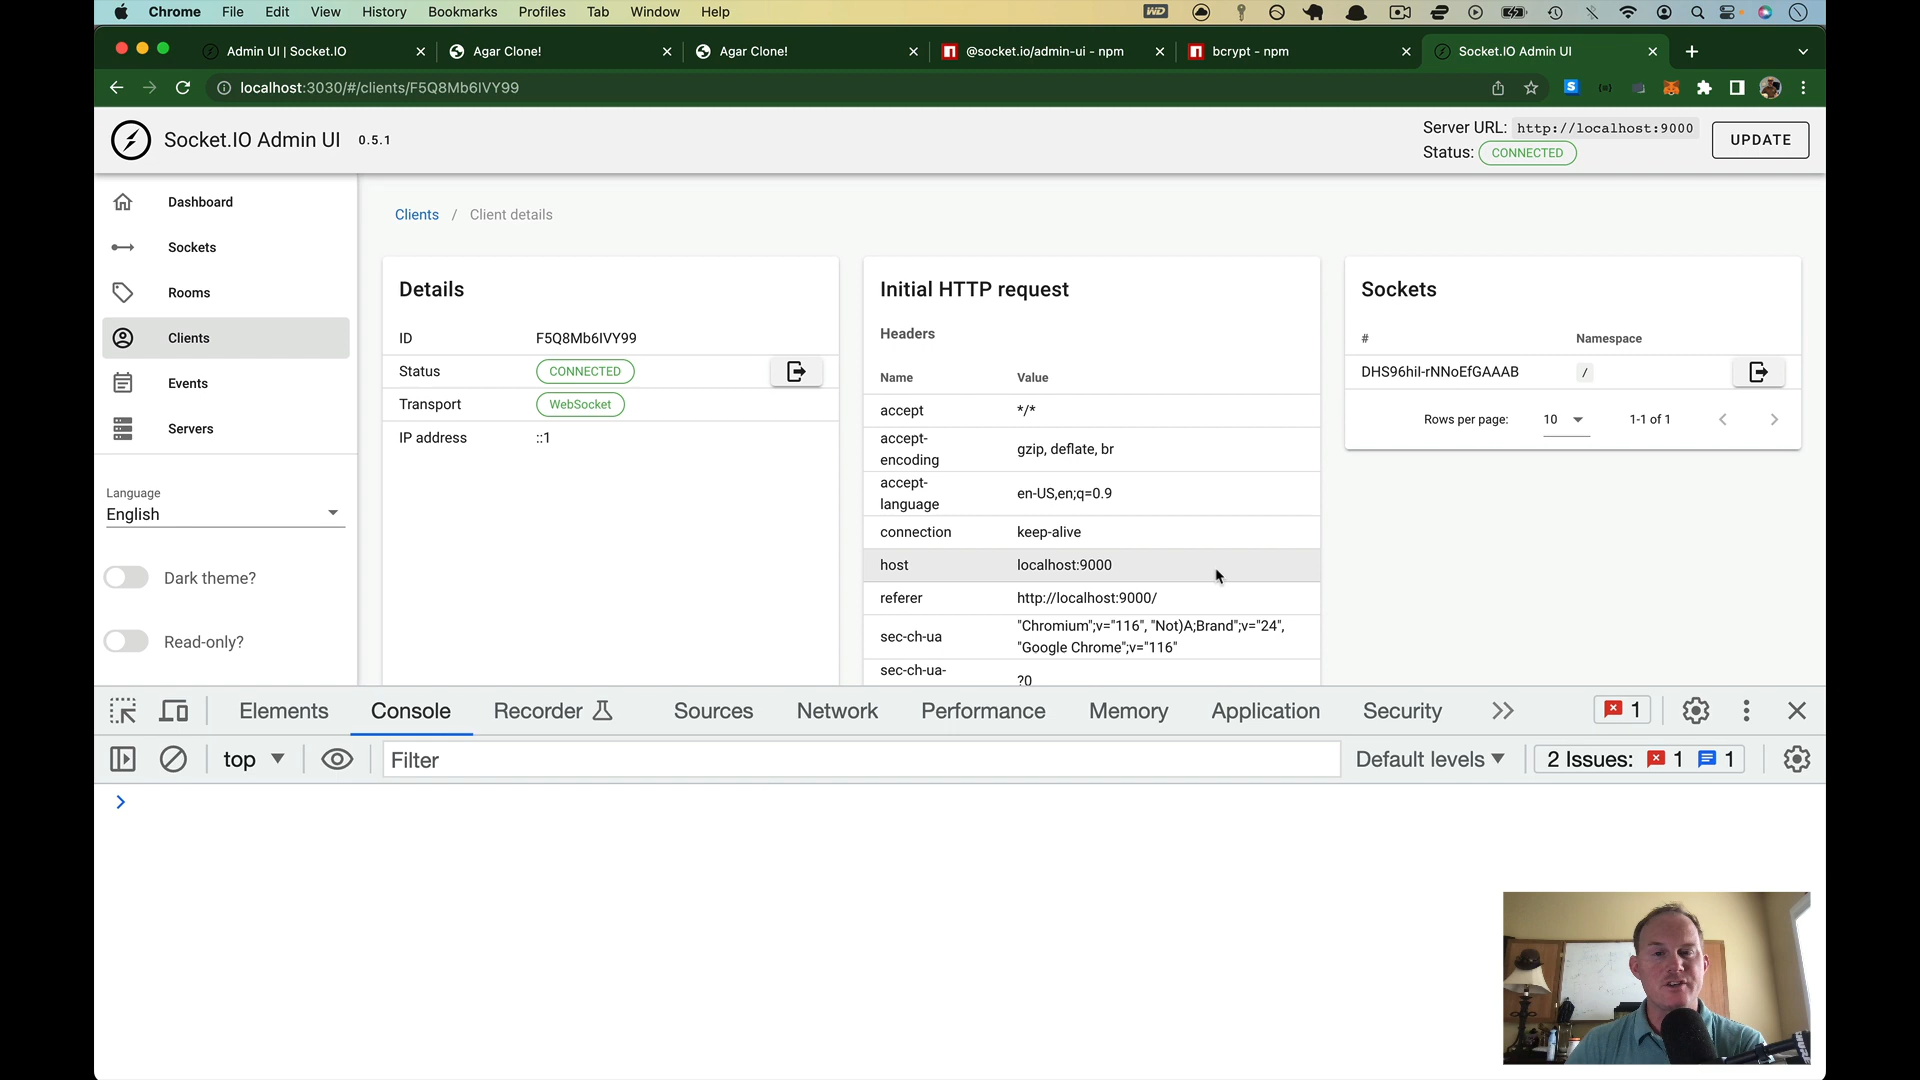 Chrome File Edit View History Bookmarks Profiles Tab Window Help
Admin UI | Socket.IO
Agar Clone!
Agar Clone!
@socket.io/admin-ui - npm
bcrypt - npm
Socket.IO Admin UI
localhost:3030/#/clients/F5Q8Mb6IVY99
Socket.IO Admin UI 0.5.1
Server URL: http://localhost:9000
Status: CONNECTED
UPDATE
Dashboard
Sockets
Rooms
Clients
Events
Servers
Language
English
Dark theme?
Read-only?
Clients / Client details
Details
ID F5Q8Mb6IVY99
Status CONNECTED
Transport WebSocket
IP address ::1
Initial HTTP request
Headers
Name Value
accept */*
accept-
encoding gzip, deflate, br
accept-
language en-US,en;q=0.9
connection keep-alive
host localhost:9000
referer http://localhost:9000/
sec-ch-ua "Chromium";v="116", "Not)A;Brand";v="24",
"Google Chrome";v="116"
sec-ch-ua-
?0
Sockets
# Namespace
DHS96hiI-rNNoEfGAAAB /
Rows per page: 10 1-1 of 1
Elements Console Recorder Sources Network Performance Memory Application Security 1
top Filter Default levels 2 Issues: 1 1